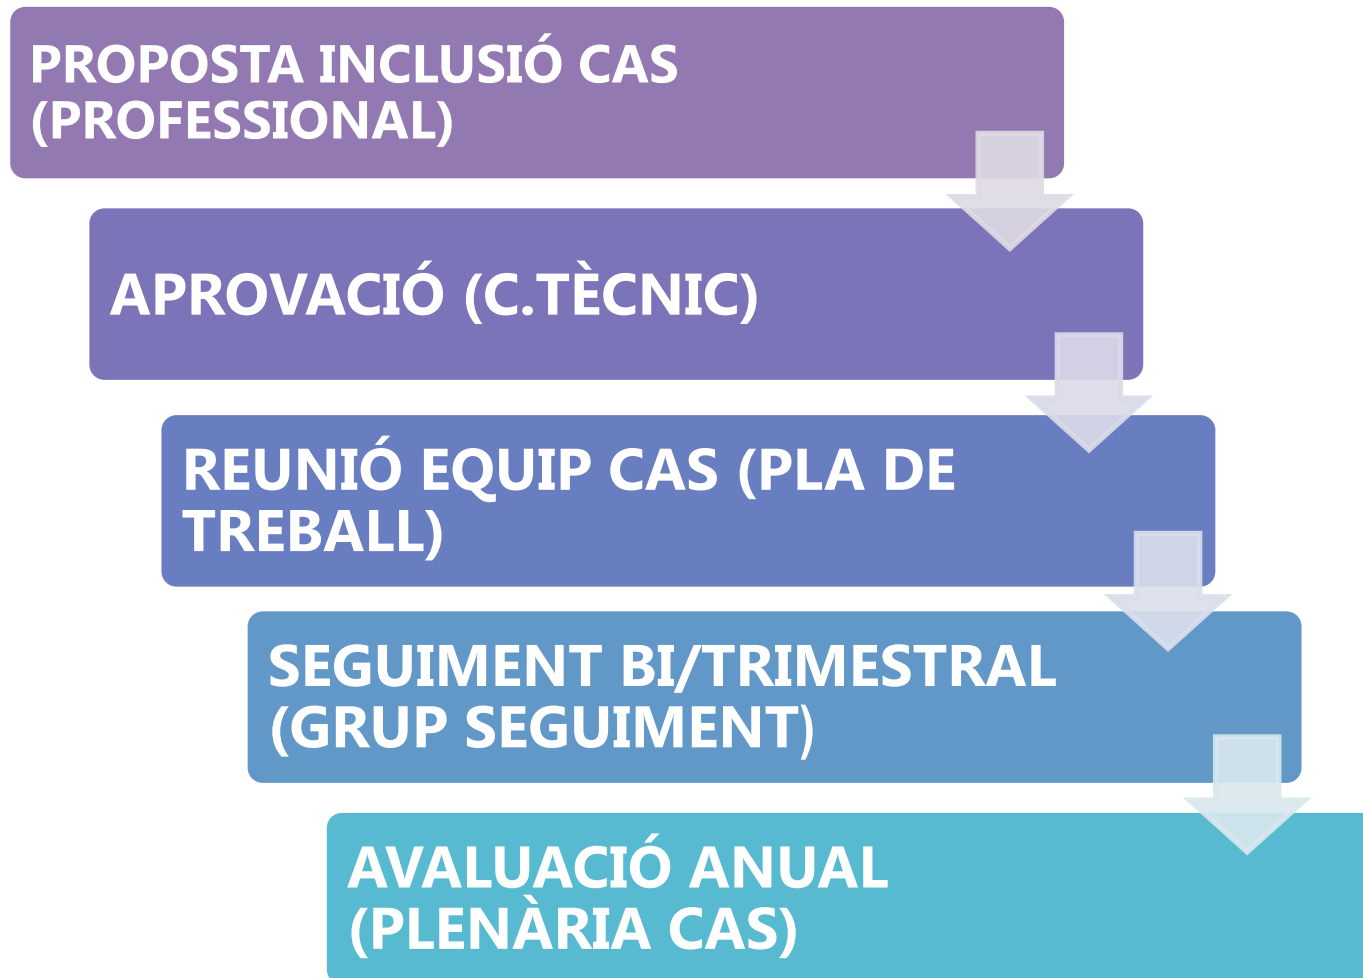 PROPOSTA INCLUSIÓ CAS
(PROFESSIONAL)
APROVACIÓ (C.TÈCNIC)
REUNIÓ EQUIP CAS (PLA DE
TREBALL)
SEGUIMENT BI/TRIMESTRAL
(GRUP SEGUIMENT)
AVALUACIÓ ANUAL
(PLENÀRIA CAS)